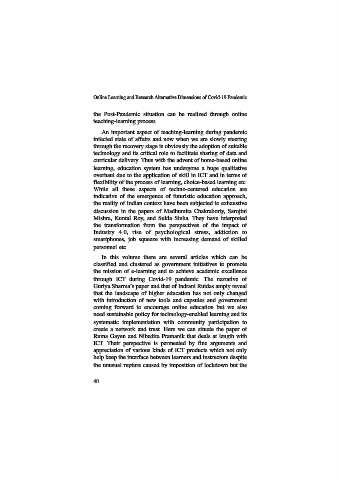 Online Learning and Research Alternative Dimensions of Covid-19 Pandemic
the Post-Pandemic situation can be realized through online
teaching-learning process.
An important aspect of teaching-learning during pandemic
infected state of affairs and now when we are slowly steering
through the recovery stage is obviously the adoption of suitable
technology and its critical role to facilitate sharing of data and
curricular delivery. Thus with the advent of home-based online
learning, education system has undergone a huge qualitative
overhaul due to the application of skill in ICT and in terms of
flexibility of the process of learning, choice-based learning etc.
While all these aspects of techno-centered education are
indicative of the emergence of futuristic education approach,
the reality of Indian context have been subjected to exhaustive
discussion in the papers of Madhumita Chakraborty, Sarojini
Mishra, Kuntal Roy, and Sukla Sinha. They have interpreted
the transformation from the perspectives of the impact of
Industry 4.0, rise of psychological stress, addiction to
smartphones, job squeeze with increasing demand of skilled
personnel etc.
In this volume there are several articles which can be
classified and clustered as government initiatives to promote
the mission of e-learning and to achieve academic excellence
through ICT during Covid-19 pandemic. The narrative of
Sharma's paper and that of Indrani Ruidas amply reveal
that the landscape of higher education has not only changed
with introduction of new tools and capsules and government
coming forward to encourage online education but we also
need sustainable policy for technology-enabled learning and its
systematic implementation with community participation to
create a network and trust. Here we can situate the paper of
Ruma Gayen and Nibedita Pramanik that deals at length with
ICT. Their perspective is permeated by fine arguments and
appreciation of various kinds of ICT products which not only
help keep the interface between learners and instructors despite
the unusual rupture caused by imposition of lockdown but the
40